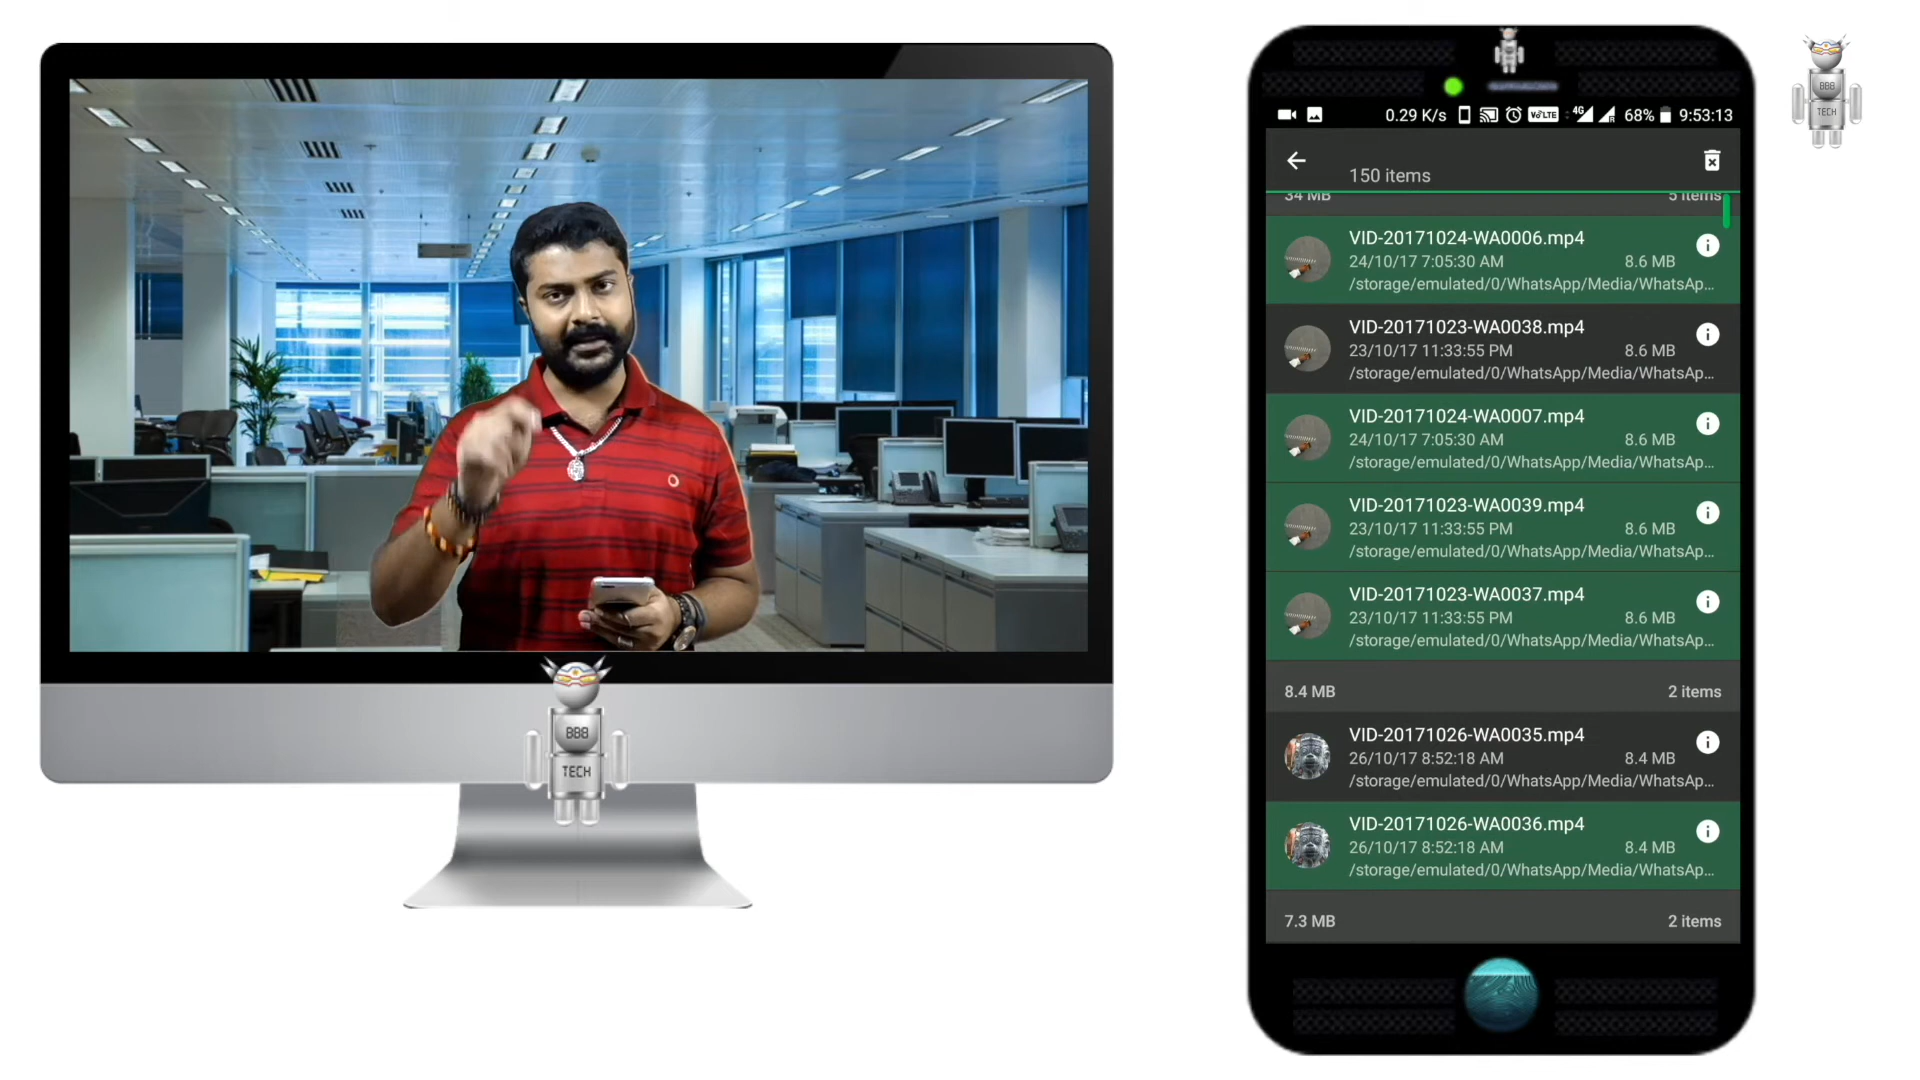 BBB
TECH
0.29 K/s VoLTE 4G 68% 9:53:13
150 items
34 MB 5 items
VID-20171024-WA0006.mp4
24/10/17 7:05:30 AM 8.6 MB
/storage/emulated/0/WhatsApp/Media/WhatsAp...
VID-20171023-WA0038.mp4
23/10/17 11:33:55 PM 8.6 MB
/storage/emulated/0/WhatsApp/Media/WhatsAp...
VID-20171024-WA0007.mp4
24/10/17 7:05:30 AM 8.6 MB
/storage/emulated/0/WhatsApp/Media/WhatsAp...
VID-20171023-WA0039.mp4
23/10/17 11:33:55 PM 8.6 MB
/storage/emulated/0/WhatsApp/Media/WhatsAp...
VID-20171023-WA0037.mp4
23/10/17 11:33:55 PM 8.6 MB
/storage/emulated/0/WhatsApp/Media/WhatsAp...
8.4 MB 2 items
VID-20171026-WA0035.mp4
26/10/17 8:52:18 AM 8.4 MB
/storage/emulated/0/WhatsApp/Media/WhatsAp...
VID-20171026-WA0036.mp4
26/10/17 8:52:18 AM 8.4 MB
/storage/emulated/0/WhatsApp/Media/WhatsAp...
7.3 MB 2 items
BBB
TECH